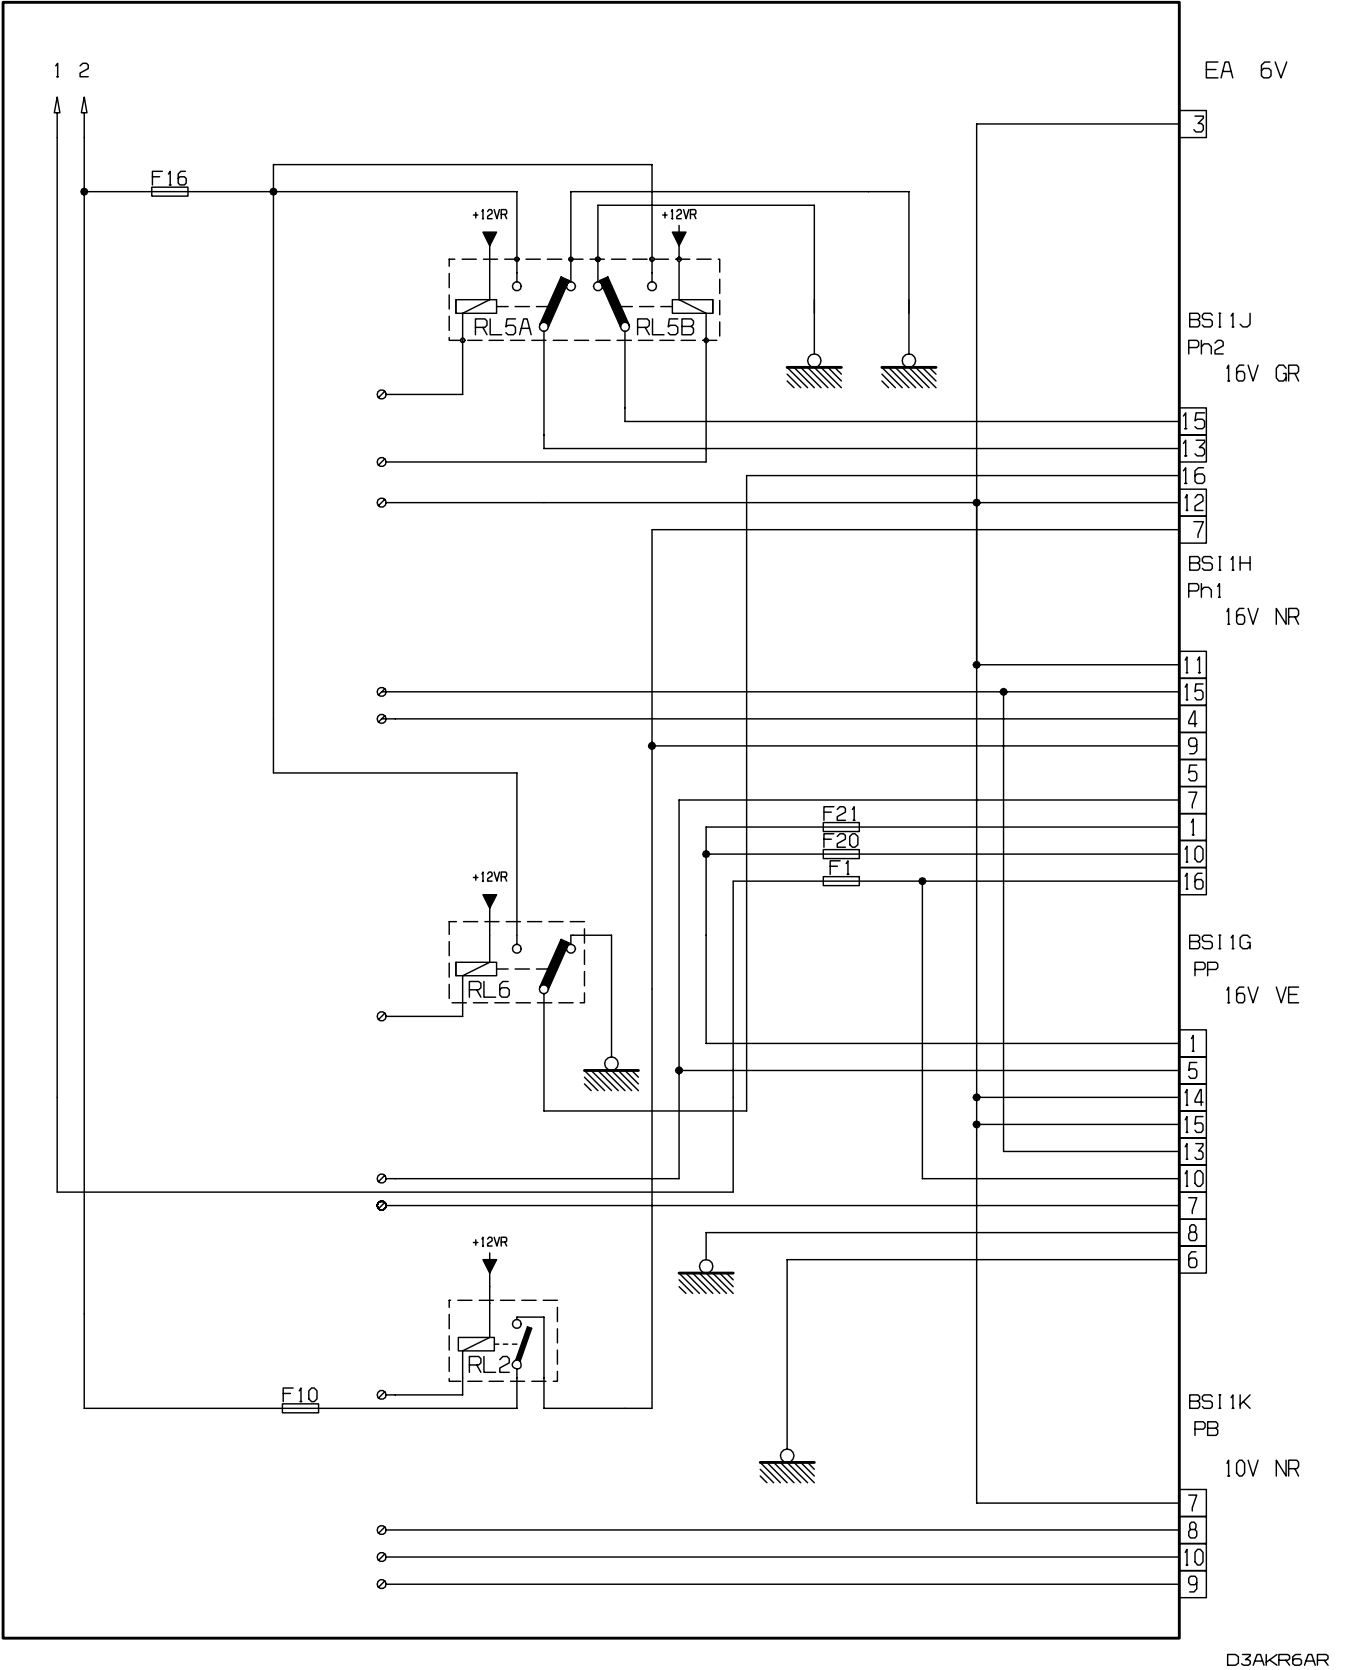 1 2
EA 6V
3
F16
+12VR +12VR
RL5A RL5B
BSI1J
Ph2
16V GR
15
13
16
12
7
BSI1H
Ph1
16V NR
11
15
4
9
5
7
F21
1
F20
10
F1
16
+12VR
RL6
BSI1G
PP
16V VE
1
5
14
15
13
10
7
8
6
+12VR
RL2
F10
BSI1K
PB
10V NR
7
8
10
9
D3AKR6AR